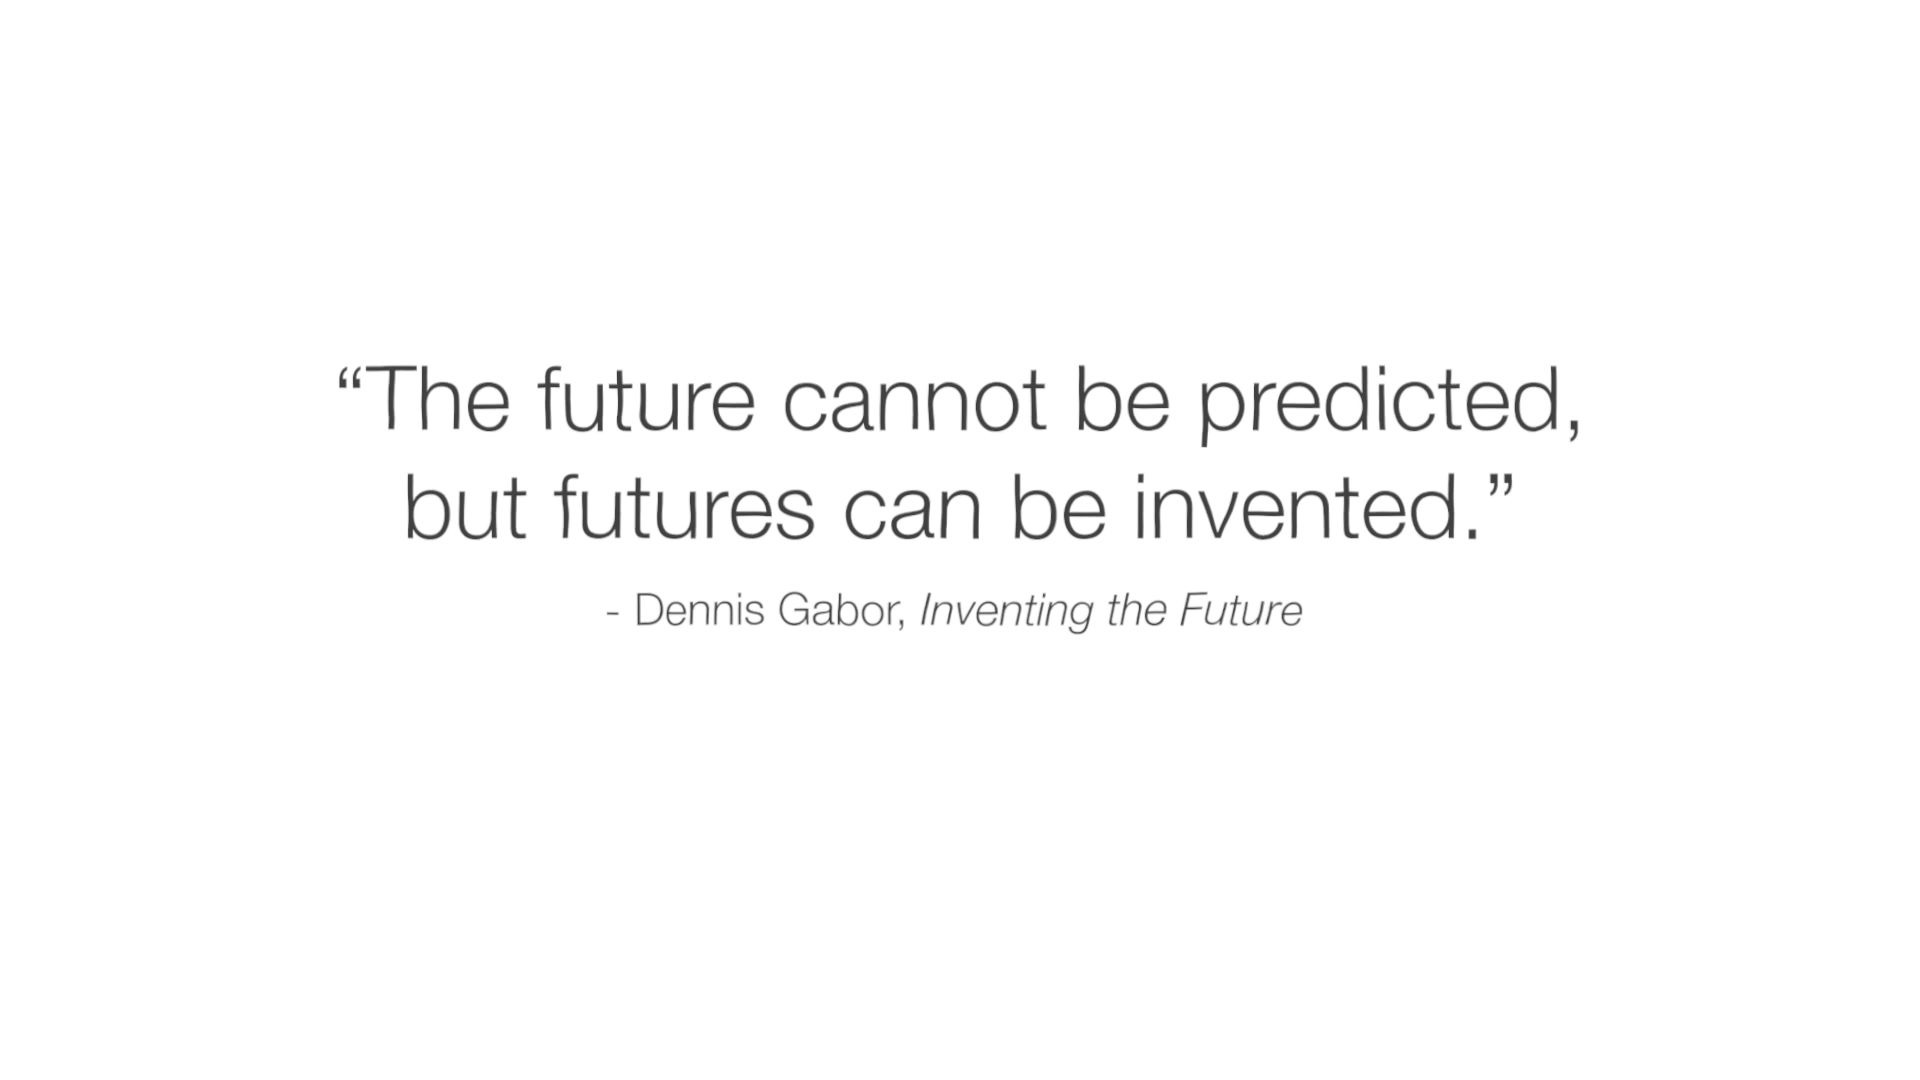 “The future cannot be predicted,
but futures can be invented.”
- Dennis Gabor, Inventing the Future